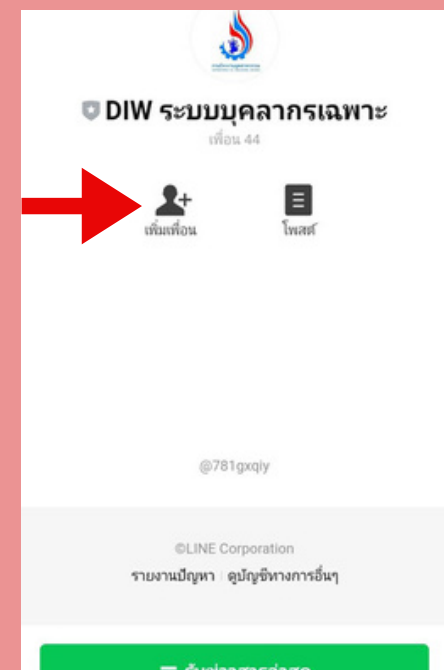 DIW ระบบบุคลากรเฉพาะ
เพื่อน 44
เพิ่มเพื่อน
โพสต์
@781gxqiy
©LINE Corporation
รายงานปัญหา ดูบัญชีทางการอื่นๆ